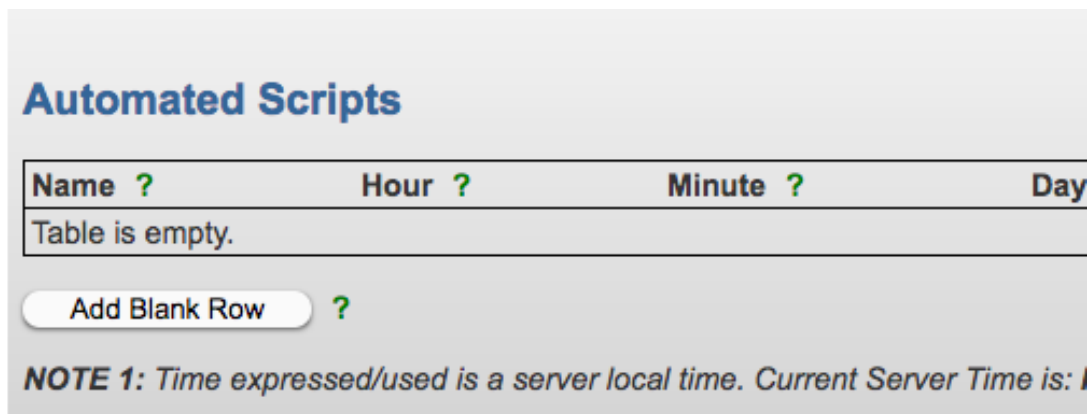 Automated Scripts
Name ? Hour ? Minute ? Day
Table is empty.
Add Blank Row ?
NOTE 1: Time expressed/used is a server local time. Current Server Time is: